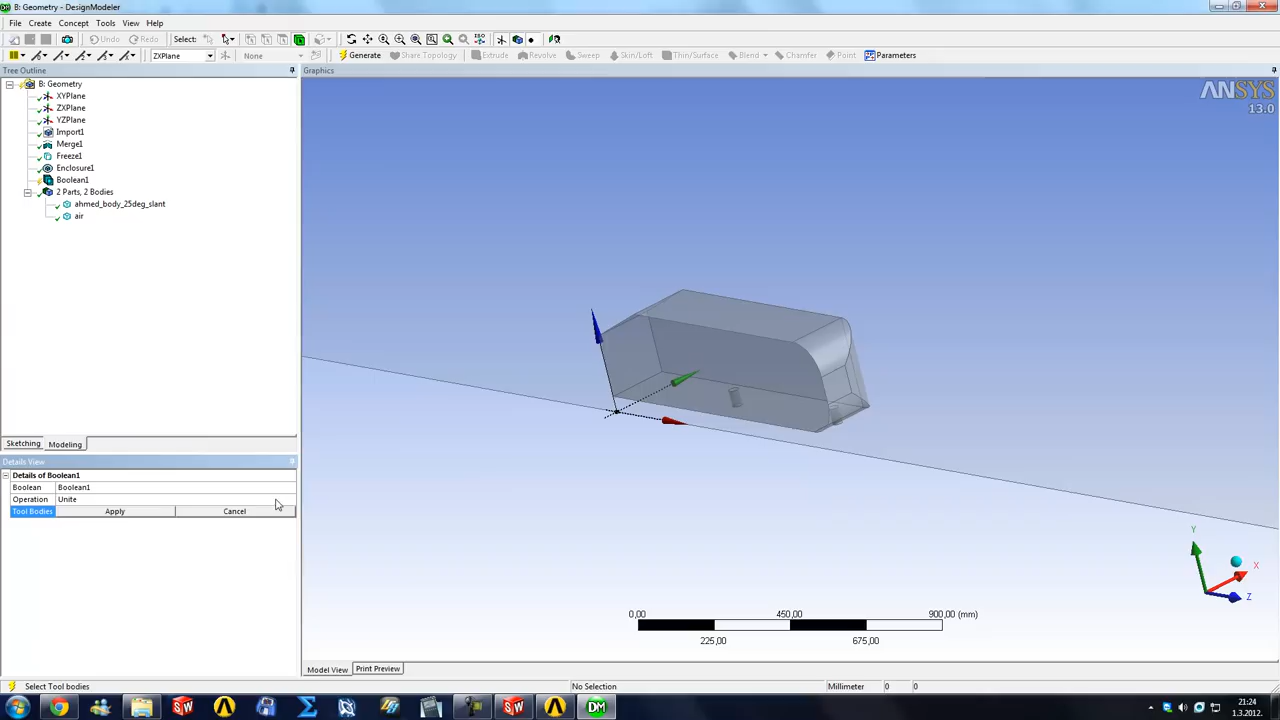 B: Geometry - DesignModeler
File Create Concept Tools View Help
Undo Redo Select:
ZXPlane None Generate Share Topology Extrude Revolve Sweep Skin/Loft Thin/Surface Blend Chamfer Point Parameters
Tree Outline
Graphics
B: Geometry
XYPlane
ZXPlane
YZPlane
Import1
Merge1
Freeze1
Enclosure1
Boolean1
2 Parts, 2 Bodies
ahmed_body_25deg_slant
air
ANSYS
13.0
Sketching Modeling
Details View
Details of Boolean1
Boolean Boolean1
Operation Unite
Tool Bodies Apply Cancel
Y
X
Z
0,00 450,00 900,00 (mm)
225,00 675,00
Model View Print Preview
Select Tool bodies No Selection Millimeter 0 0
SW SW DM
21:24
1.3.2012.